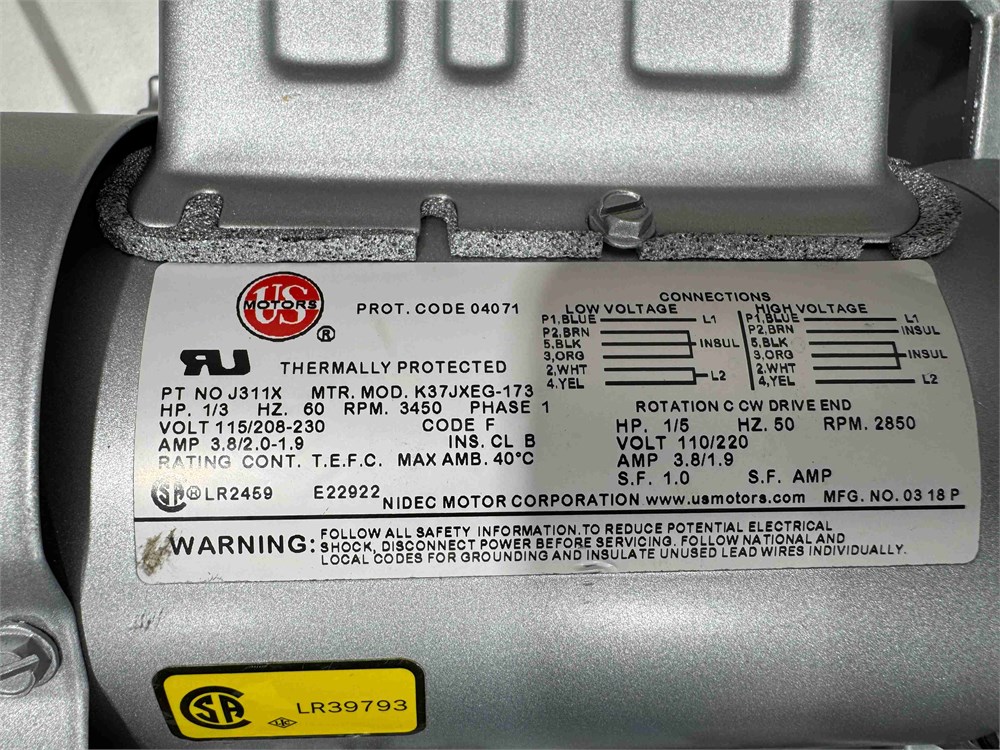 US
MOTORS
®
PROT. CODE 04071
THERMALLY PROTECTED
PT NO J311X MTR. MOD. K37JXEG-173
HP. 1/3 HZ. 60 RPM. 3450 PHASE 1
VOLT 115/208-230 CODE F
AMP 3.8/2.0-1.9 INS. CL B
RATING CONT. T.E.F.C. MAX AMB. 40°C
CONNECTIONS
LOW VOLTAGE HIGH VOLTAGE
P1,BLUE L1 P1,BLUE L1
P2,BRN P2,BRN INSUL
5,BLK INSUL 5,BLK
3,ORG 3,ORG INSUL
2,WHT L2 2,WHT
4,YEL 4,YEL L2
ROTATION C CW DRIVE END
HP. 1/5 HZ. 50 RPM. 2850
VOLT 110/220
AMP 3.8/1.9
S.F. 1.0 S.F. AMP
SA ® LR2459 E22922 NIDEC MOTOR CORPORATION www.usmotors.com MFG. NO. 03 18 P
WARNING: FOLLOW ALL SAFETY INFORMATION. TO REDUCE POTENTIAL ELECTRICAL
SHOCK, DISCONNECT POWER BEFORE SERVICING. FOLLOW NATIONAL AND
LOCAL CODES FOR GROUNDING AND INSULATE UNUSED LEAD WIRES INDIVIDUALLY.
CSA LR39793